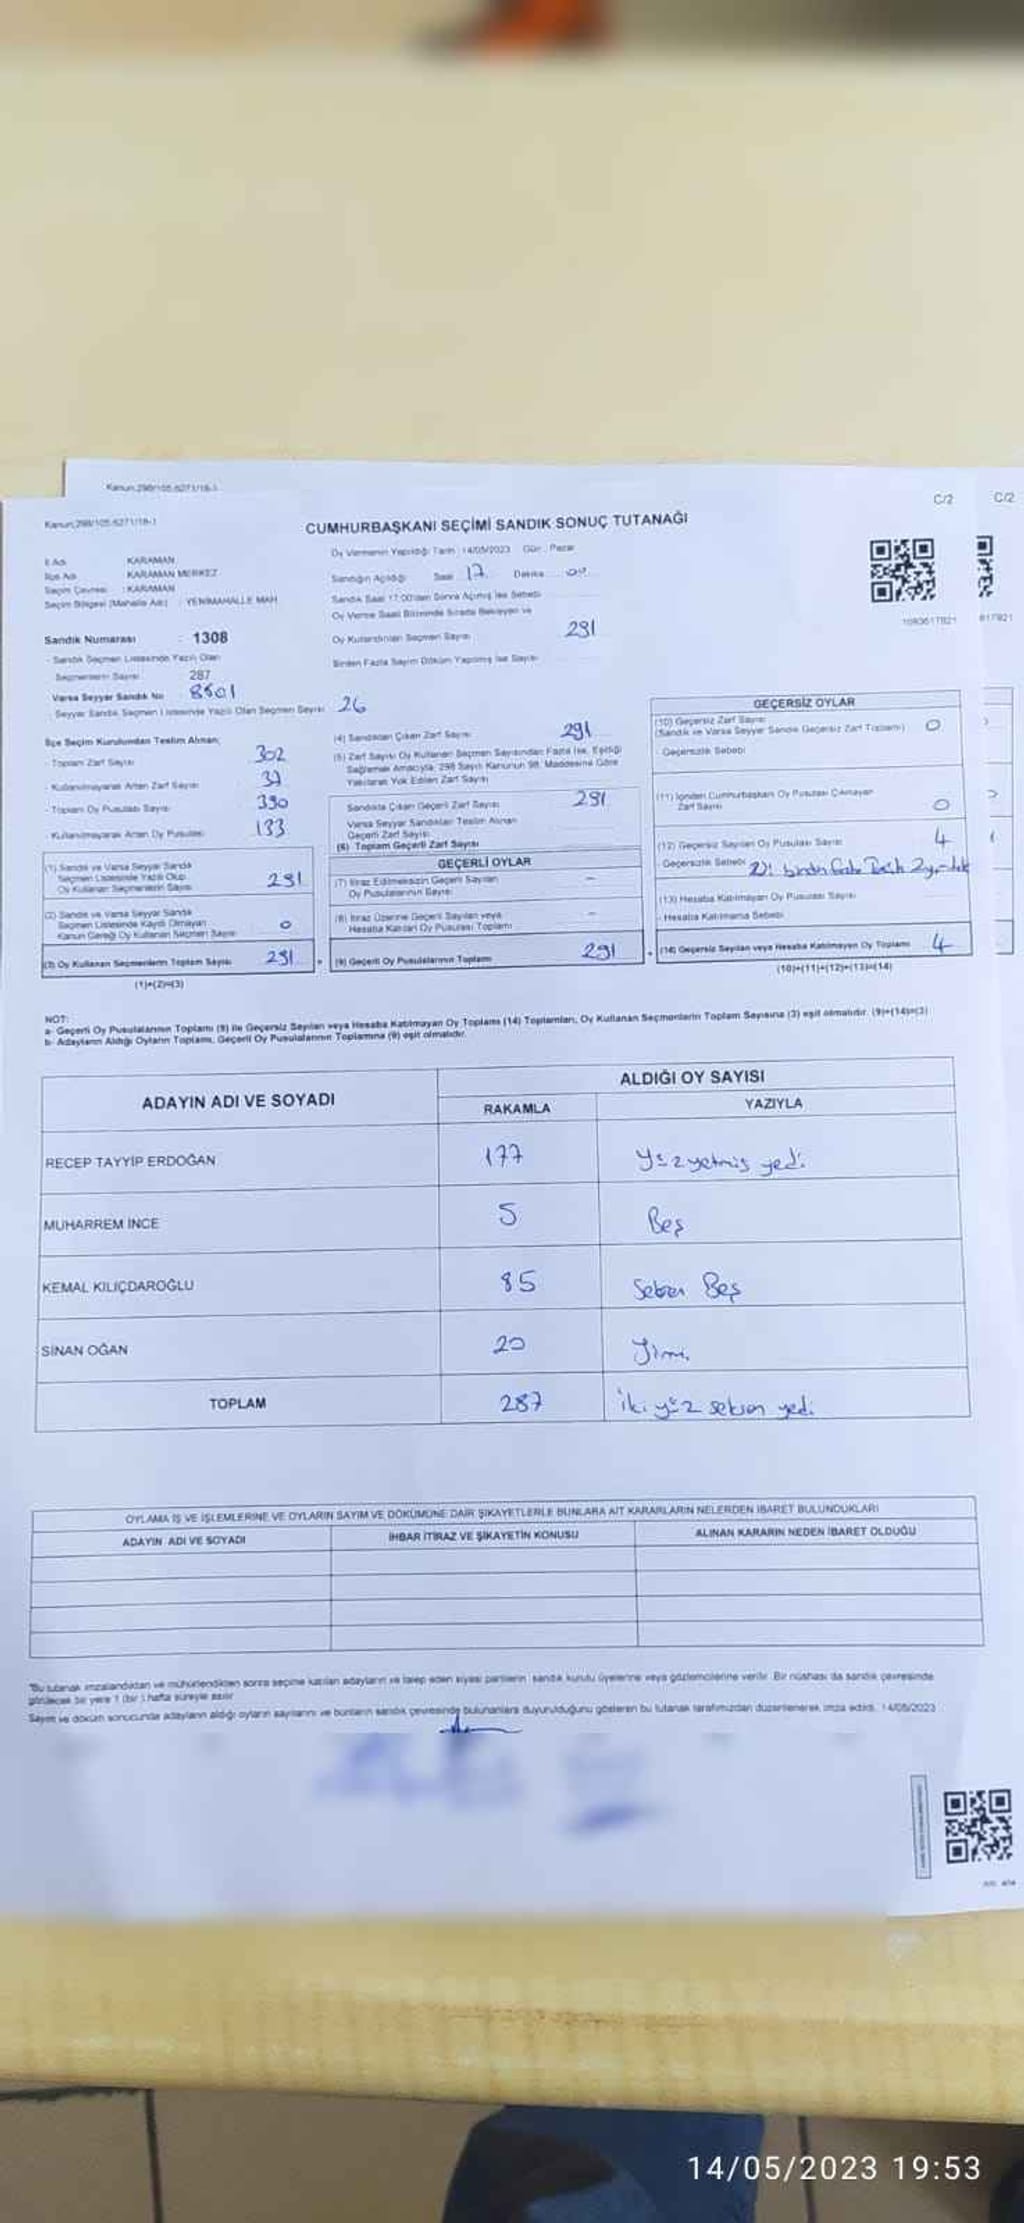 Kanun;298/105-6271/18-1
C/2
C/2
Kanun;298/105-6271/18-1
CUMHURBAŞKANI SEÇİMİ SANDIK SONUÇ TUTANAĞI
İl Adı KARAMAN
İlçe Adı KARAMAN MERKEZ
Seçim Çevresi : KARAMAN
Seçim Bölgesi (Mahalle Adı) : YENİMAHALLE MAH
Oy Vermenin Yapıldığı Tarih : 14/05/2023 Gün : Pazar
Sandığın Açıldığı Saat 17 Dakika 00
Sandık Saat 17:00'den Sonra Açılmış İse Sebebi
Oy Verme Saati Bitiminde Sırada Bekleyen ve
Oy Kullandırılan Seçmen Sayısı 291
Birden Fazla Sayım Döküm Yapılmış İse Sayısı
1083617821
617821
Sandık Numarası : 1308
- Sandık Seçmen Listesinde Yazılı Olan
Seçmenlerin Sayısı 287
Varsa Seyyar Sandık No 8501
Seyyar Sandık Seçmen Listesinde Yazılı Olan Seçmen Sayısı 26
İlçe Seçim Kurulundan Teslim Alınan;
- Toplam Zarf Sayısı 302
- Kullanılmayarak Artan Zarf Sayısı 37
- Toplam Oy Pusulası Sayısı 390
- Kullanılmayarak Artan Oy Pusulası 133
(1) Sandık ve Varsa Seyyar Sandık
Seçmen Listesinde Yazılı Olup
Oy Kullanan Seçmenlerin Sayısı 291
(2) Sandık ve Varsa Seyyar Sandık
Seçmen Listesinde Kaydı Olmayan
Kanun Gereği Oy Kullanan Seçmen Sayısı 0
(3) Oy Kullanan Seçmenlerin Toplam Sayısı 291
(1)+(2)=(3)
(4) Sandıktan Çıkan Zarf Sayısı 291
(5) Zarf Sayısı Oy Kullanan Seçmen Sayısından Fazla İse, Eşitliği
Sağlamak Amacıyla, 298 Sayılı Kanunun 98. Maddesine Göre
Yakılarak Yok Edilen Zarf Sayısı
Sandıkta Çıkan Geçerli Zarf Sayısı 291
Varsa Seyyar Sandıktan Teslim Alınan
Geçerli Zarf Sayısı
(6) Toplam Geçerli Zarf Sayısı
GEÇERLİ OYLAR
(7) İtiraz Edilmeksizin Geçerli Sayılan
Oy Pusulalarının Sayısı -
(8) İtiraz Üzerine Geçerli Sayılan veya
Hesaba Katılan Oy Pusulası Toplamı -
(9) Geçerli Oy Pusulalarının Toplamı 291
GEÇERSİZ OYLAR
(10) Geçersiz Zarf Sayısı
(Sandık ve Varsa Seyyar Sandık Geçersiz Zarf Toplamı) 0
Geçersizlik Sebebi
(11) İçinden Cumhurbaşkanı Oy Pusulası Çıkmayan
Zarf Sayısı 0
(12) Geçersiz Sayılan Oy Pusulası Sayısı 4
- Geçersizlik Sebebi
(13) Hesaba Katılmayan Oy Pusulası Sayısı
- Hesaba Katılmama Sebebi
(14) Geçersiz Sayılan veya Hesaba Katılmayan Oy Toplamı 4
(10)+(11)+(12)+(13)=(14)
NOT:
a- Geçerli Oy Pusulalarının Toplamı (9) ile Geçersiz Sayılan veya Hesaba Katılmayan Oy Toplamı (14) Toplamları, Oy Kullanan Seçmenlerin Toplam Sayısına (3) eşit olmalıdır. (9)+(14)=(3)
b- Adayların Aldığı Oyların Toplamı, Geçerli Oy Pusulalarının Toplamına (9) eşit olmalıdır.
ADAYIN ADI VE SOYADI
ALDIĞI OY SAYISI
RAKAMLA YAZIYLA
RECEP TAYYİP ERDOĞAN 177 yüzyetmiş yedi
MUHARREM İNCE 5 Beş
KEMAL KILIÇDAROĞLU 85 Seksen Beş
SİNAN OĞAN 20 Yirmi
TOPLAM 287 iki yüz seksen yedi
OYLAMA İŞ VE İŞLEMLERİNE VE OYLARIN SAYIM VE DÖKÜMÜNE DAİR ŞİKAYETLERLE BUNLARA AİT KARARLARIN NELERDEN İBARET BULUNDUKLARI
ADAYIN ADI VE SOYADI İHBAR İTİRAZ VE ŞİKAYETİN KONUSU ALINAN KARARIN NEDEN İBARET OLDUĞU
*Bu tutanak imzalandıktan ve mühürlendikten sonra seçime katılan adayların ve talep eden siyasi partilerin sandık kurulu üyelerine veya gözlemcilerine verilir. Bir nüshası da sandık çevresinde
görülecek bir yere 1 (bir ) hafta süreyle asılır
Sayım ve döküm sonucunda adayların aldığı oyların sayılarını ve bunların sandık çevresinde bulunanlara duyurulduğunu gösteren bu tutanak tarafımızdan düzenlenerek imza edildi. 14/05/2023
14/05/2023 19:53